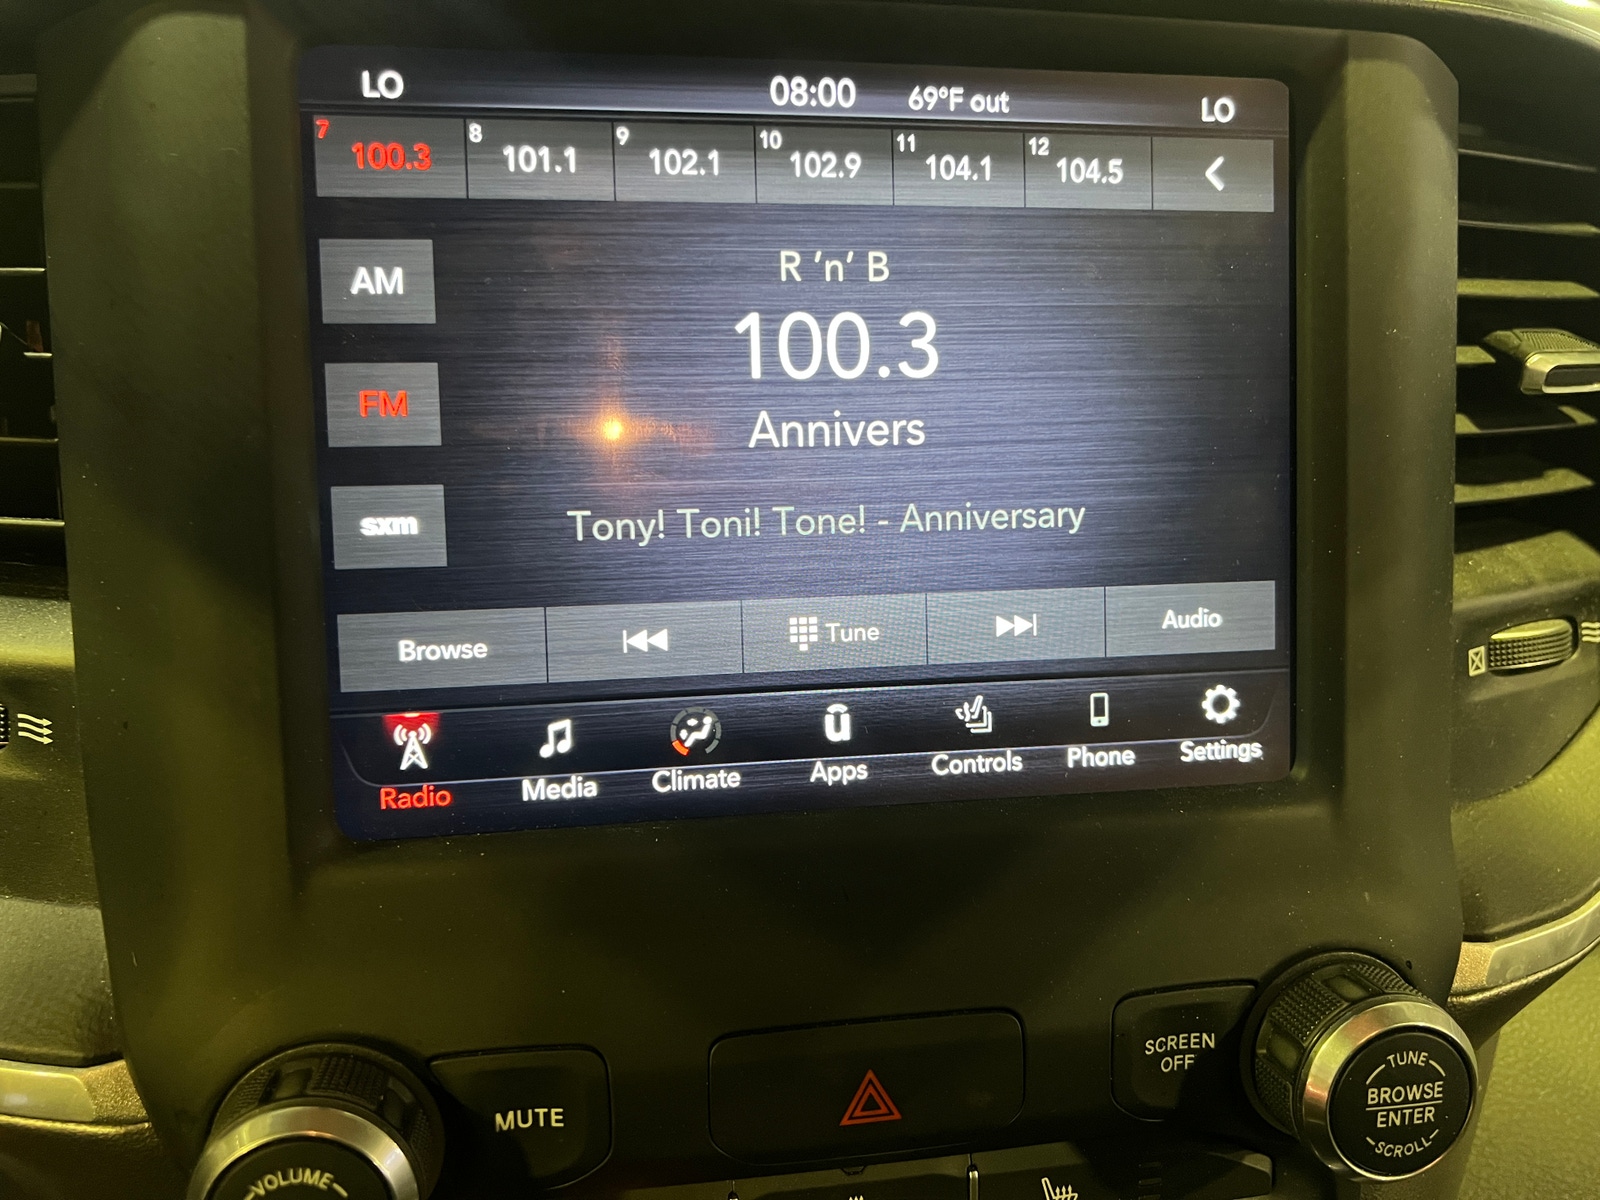 LO 08:00 69°F out LO
7 100.3 8 101.1 9 102.1 10 102.9 11 104.1 12 104.5
AM
R 'n' B
100.3
FM
Annivers
sxm
Tony! Toni! Tone! - Anniversary
Browse Tune Audio
Radio Media Climate Apps Controls Phone Settings
SCREEN
OFF
MUTE
VOLUME
TUNE
BROWSE
ENTER
SCROLL